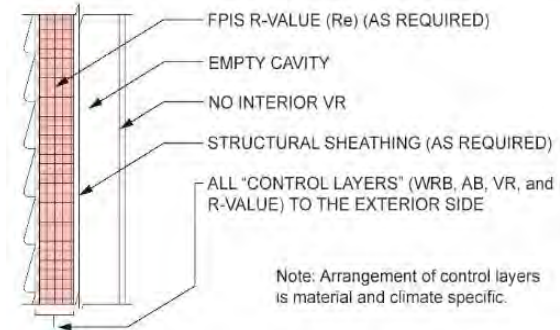 FPIS R-VALUE (Re) (AS REQUIRED)
EMPTY CAVITY
NO INTERIOR VR
STRUCTURAL SHEATHING (AS REQUIRED)
ALL "CONTROL LAYERS" (WRB, AB, VR, and
R-VALUE) TO THE EXTERIOR SIDE
Note: Arrangement of control layers
is material and climate specific.